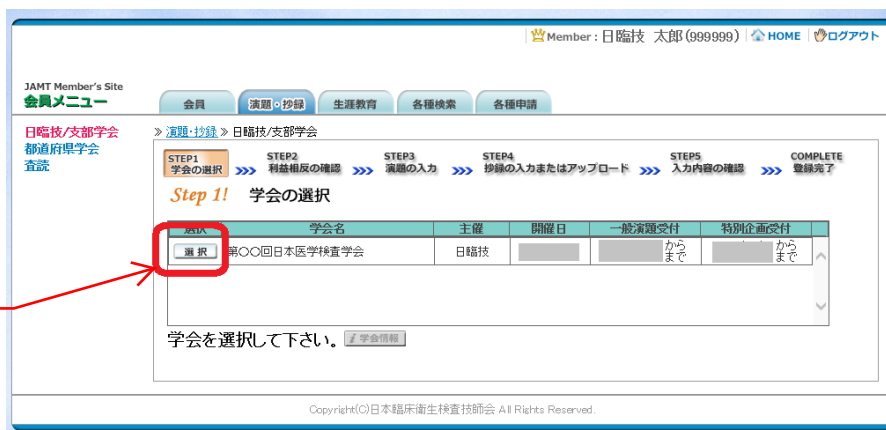 Member:日臨技 太郎(999999) HOME ログアウト
JAMT Member's Site
会員メニュー
会員 演題・抄録 生涯教育 各種検索 各種申請
日臨技/支部学会
都道府県学会
査読
» 演題・抄録 » 日臨技/支部学会
STEP1 STEP2 STEP3 STEP4 STEP5 COMPLETE
学会の選択 »» 利益相反の確認 »» 演題の入力 »» 抄録の入力またはアップロード »» 入力内容の確認 »» 登録完了
Step 1! 学会の選択
選択 学会名 主催 開催日 一般演題受付 特別企画受付
選択 第〇〇回日本医学検査学会 日臨技 から から
まで まで
学会を選択して下さい。 i 学会情報
Copyright(C)日本臨床衛生検査技師会 All Rights Reserved.